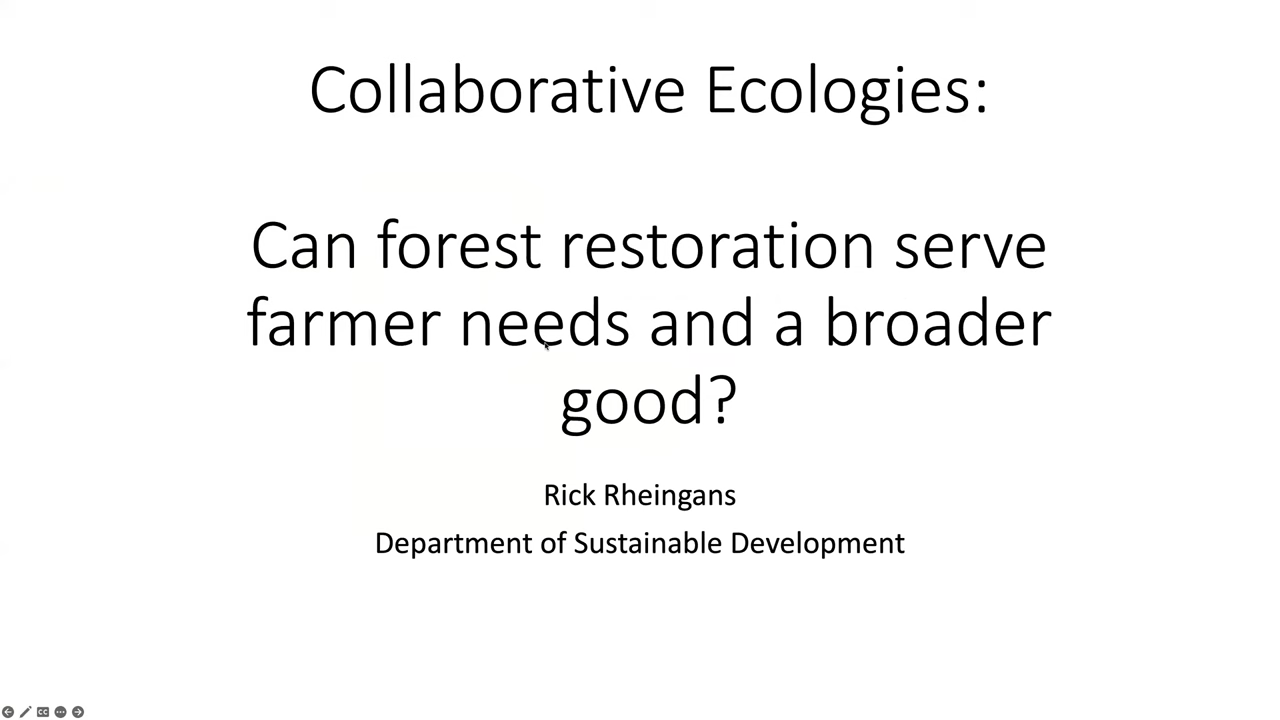 Collaborative Ecologies:
Can forest restoration serve
farmer needs and a broader
good?
Rick Rheingans
Department of Sustainable Development